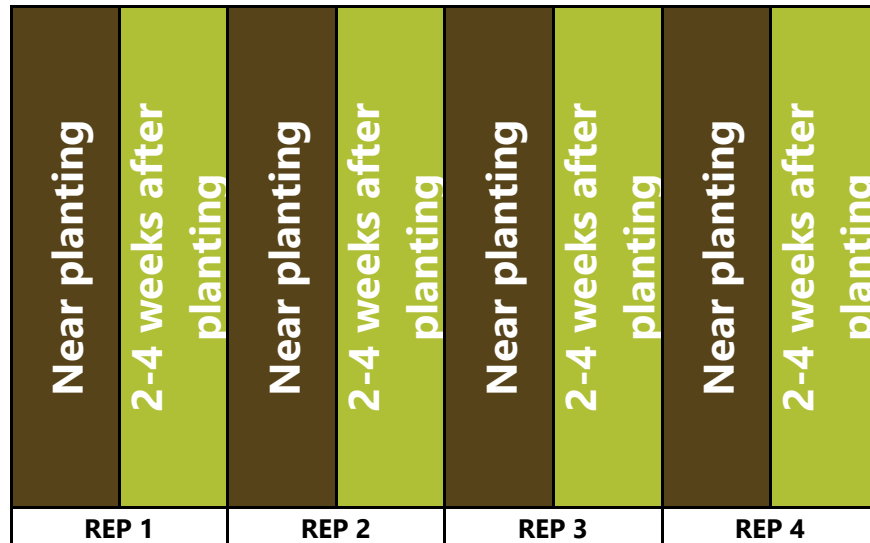 Near planting
2-4 weeks after
planting
Near planting
2-4 weeks after
planting
Near planting
2-4 weeks after
planting
Near planting
2-4 weeks after
planting
REP 1
REP 2
REP 3
REP 4